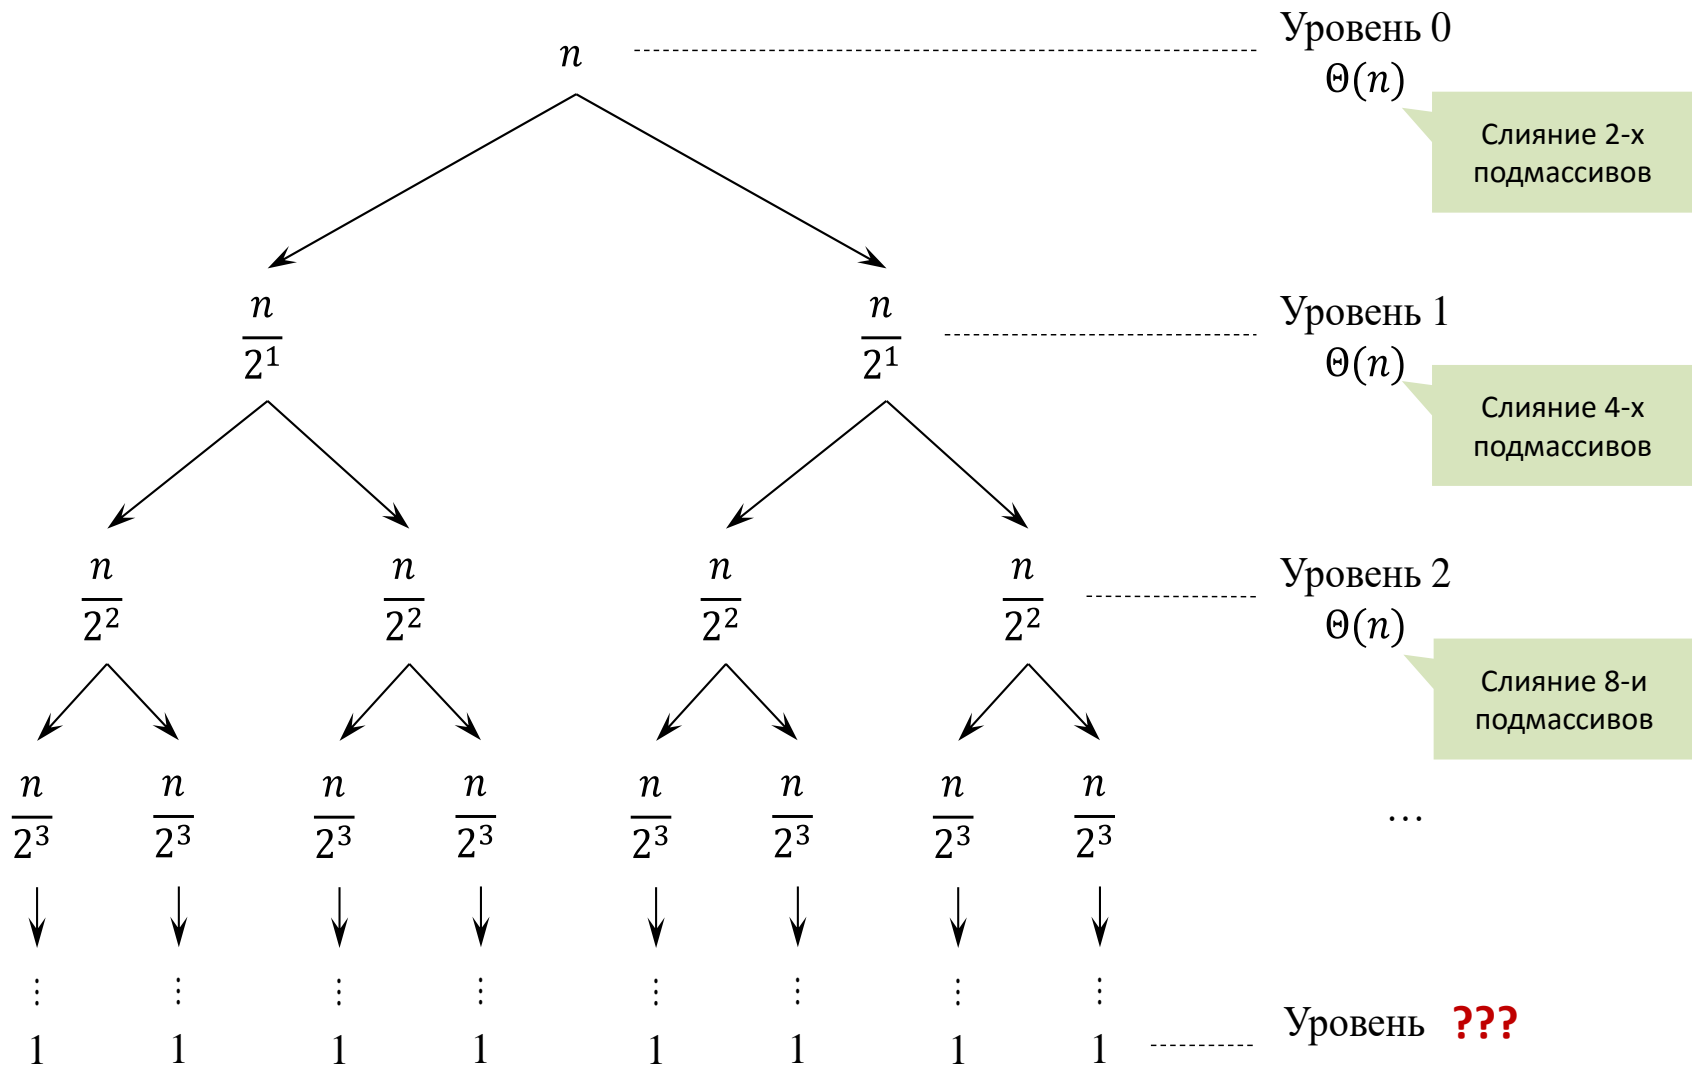 n
Уровень 0
Θ(n)
Слияние 2-х
подмассивов
n/2¹ n/2¹
Уровень 1
Θ(n)
Слияние 4-х
подмассивов
n/2² n/2² n/2² n/2²
Уровень 2
Θ(n)
Слияние 8-и
подмассивов
n/2³ n/2³ n/2³ n/2³ n/2³ n/2³ n/2³ n/2³
...
⋮ ⋮ ⋮ ⋮ ⋮ ⋮ ⋮ ⋮
1 1 1 1 1 1 1 1
Уровень ???